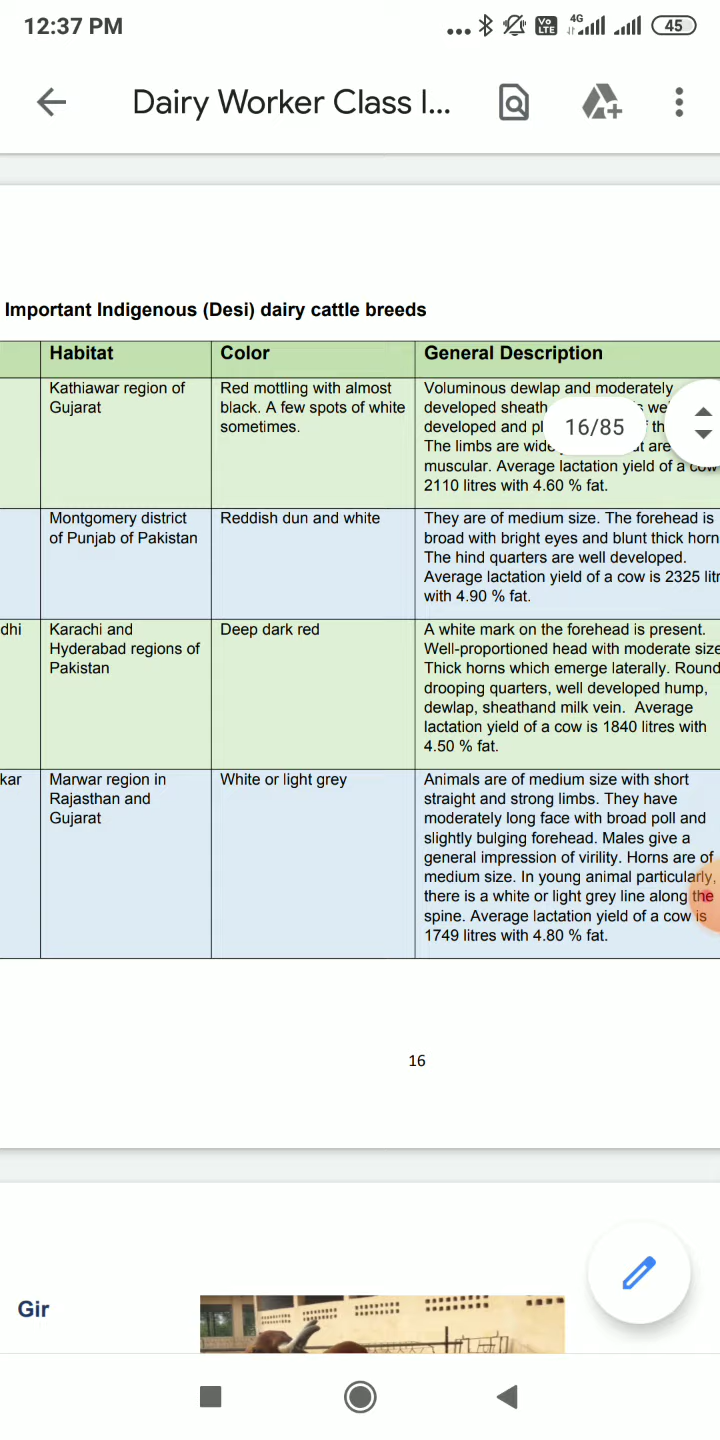 12:37 PM
Vo LTE 4G 45
Dairy Worker Class I...
Important Indigenous (Desi) dairy cattle breeds
Habitat Color General Description
Kathiawar region of Gujarat
Red mottling with almost black. A few spots of white sometimes.
Voluminous dewlap and moderately
developed sheath
developed and
The limbs are
muscular. Average lactation yield of a cow
2110 litres with 4.60 % fat.
16/85
Montgomery district
of Punjab of Pakistan
Reddish dun and white
They are of medium size. The forehead is
broad with bright eyes and blunt thick horn
The hind quarters are well developed.
Average lactation yield of a cow is 2325 litr
with 4.90 % fat.
dhi
Karachi and
Hyderabad regions of
Pakistan
Deep dark red
A white mark on the forehead is present.
Well-proportioned head with moderate size
Thick horns which emerge laterally. Round
drooping quarters, well developed hump,
dewlap, sheathand milk vein. Average
lactation yield of a cow is 1840 litres with
4.50 % fat.
kar
Marwar region in
Rajasthan and
Gujarat
White or light grey
Animals are of medium size with short
straight and strong limbs. They have
moderately long face with broad poll and
slightly bulging forehead. Males give a
general impression of virility. Horns are of
medium size. In young animal particularly,
there is a white or light grey line along the
spine. Average lactation yield of a cow is
1749 litres with 4.80 % fat.
16
Gir